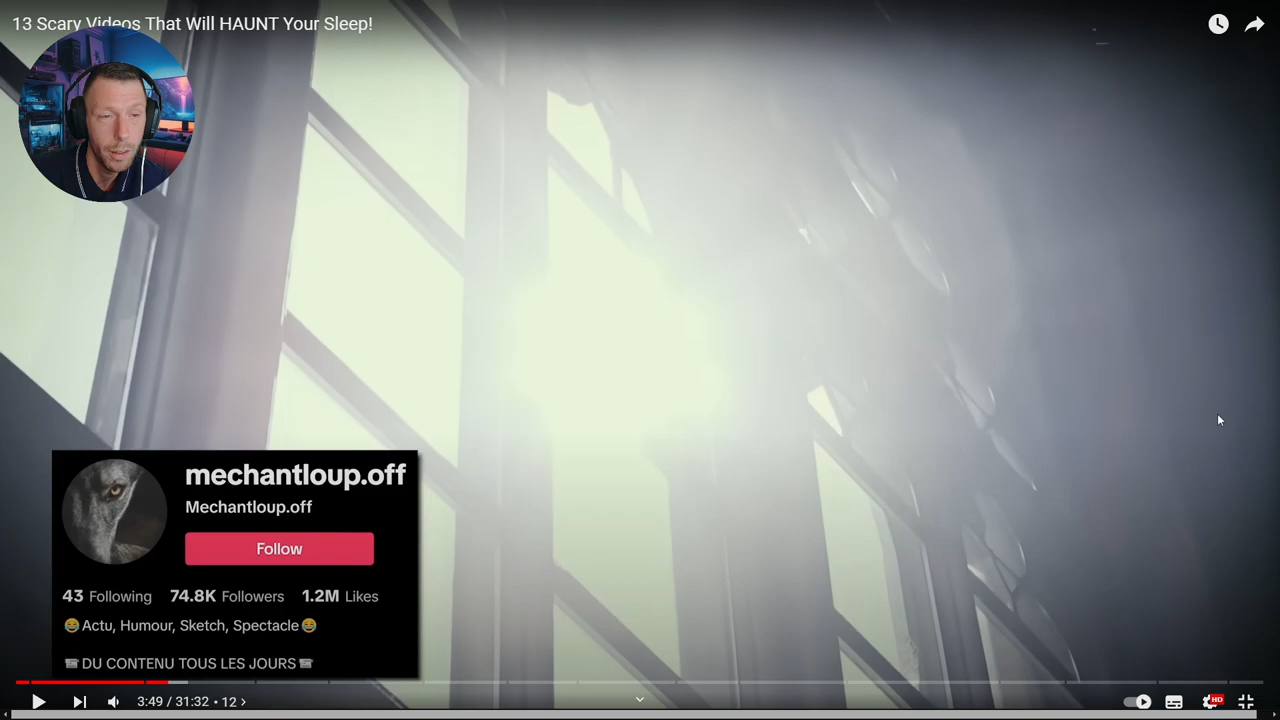 13 Scary Videos That Will HAUNT Your Sleep!
mechantloup.off
Mechantloup.off
Follow
43 Following 74.8K Followers 1.2M Likes
😂Actu, Humour, Sketch, Spectacle😂
DU CONTENU TOUS LES JOURS
3:49 / 31:32 • 12 >
HD